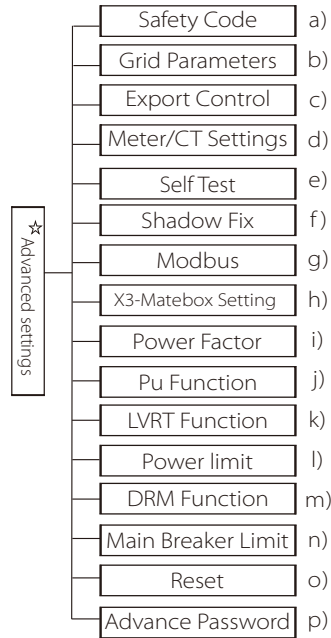 Safety Code a)
Grid Parameters b)
Export Control c)
Meter/CT Settings d)
Self Test e)
Shadow Fix f)
Modbus g)
☆Advanced settings
X3-Matebox Setting h)
Power Factor i)
Pu Function j)
LVRT Function k)
Power limit l)
DRM Function m)
Main Breaker Limit n)
Reset o)
Advance Password p)